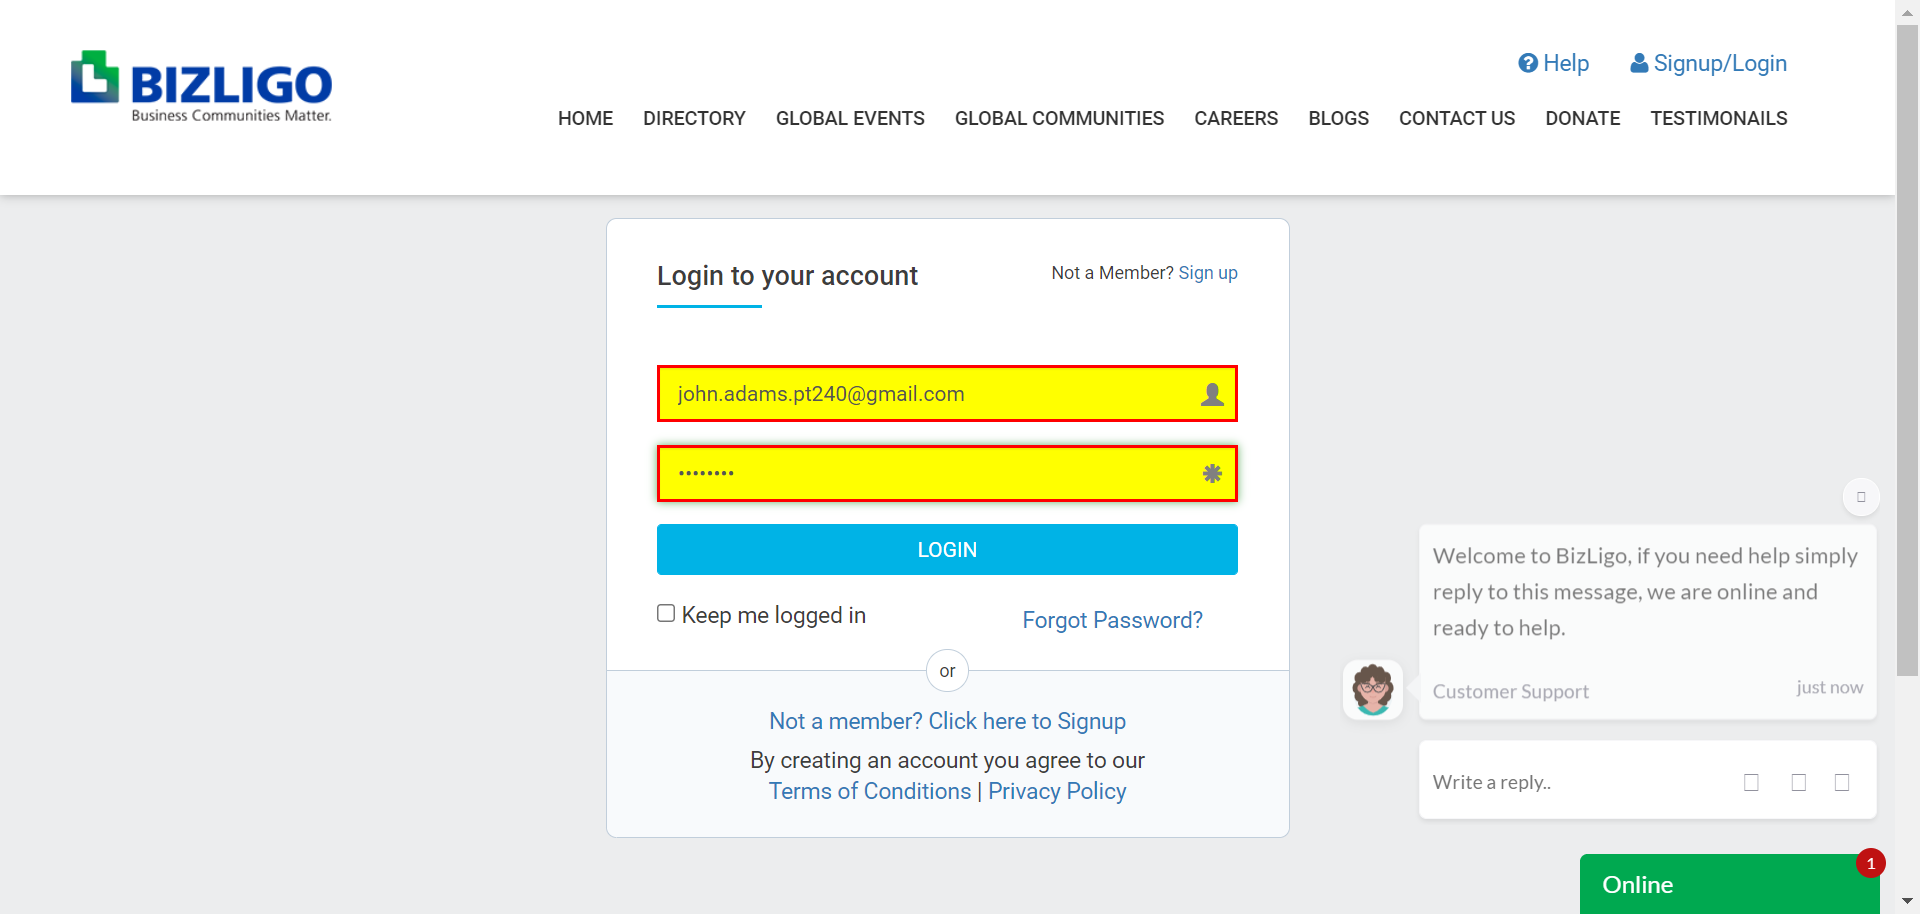 BIZLIGO
Business Communities Matter.
Help
Signup/Login
HOME DIRECTORY GLOBAL EVENTS GLOBAL COMMUNITIES CAREERS BLOGS CONTACT US DONATE TESTIMONAILS
Login to your account
Not a Member? Sign up
john.adams.pt240@gmail.com
••••••••
LOGIN
Keep me logged in
Forgot Password?
or
Not a member? Click here to Signup
By creating an account you agree to our
Terms of Conditions | Privacy Policy
Welcome to BizLigo, if you need help simply
reply to this message, we are online and
ready to help.
Customer Support
just now
Write a reply..
1
Online